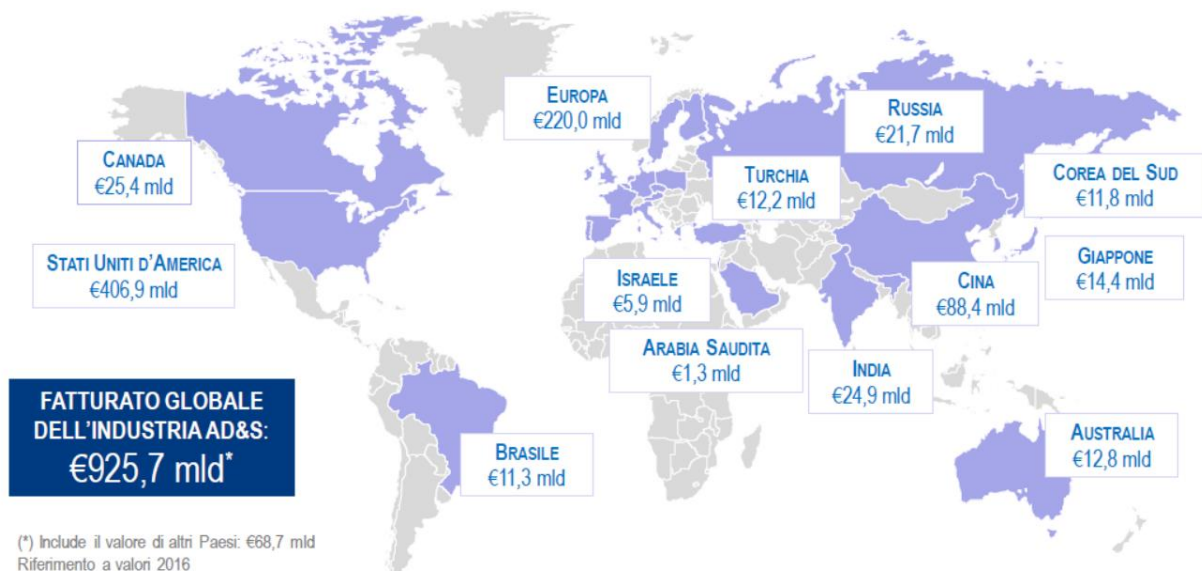 EUROPA
€220,0 mld
RUSSIA
€21,7 mld
CANADA
€25,4 mld
TURCHIA
€12,2 mld
COREA DEL SUD
€11,8 mld
STATI UNITI D'AMERICA
€406,9 mld
ISRAELE
€5,9 mld
CINA
€88,4 mld
GIAPPONE
€14,4 mld
ARABIA SAUDITA
€1,3 mld
INDIA
€24,9 mld
FATTURATO GLOBALE
DELL'INDUSTRIA AD&S:
€925,7 mld*
BRASILE
€11,3 mld
AUSTRALIA
€12,8 mld
(*) Include il valore di altri Paesi: €68,7 mld
Riferimento a valori 2016